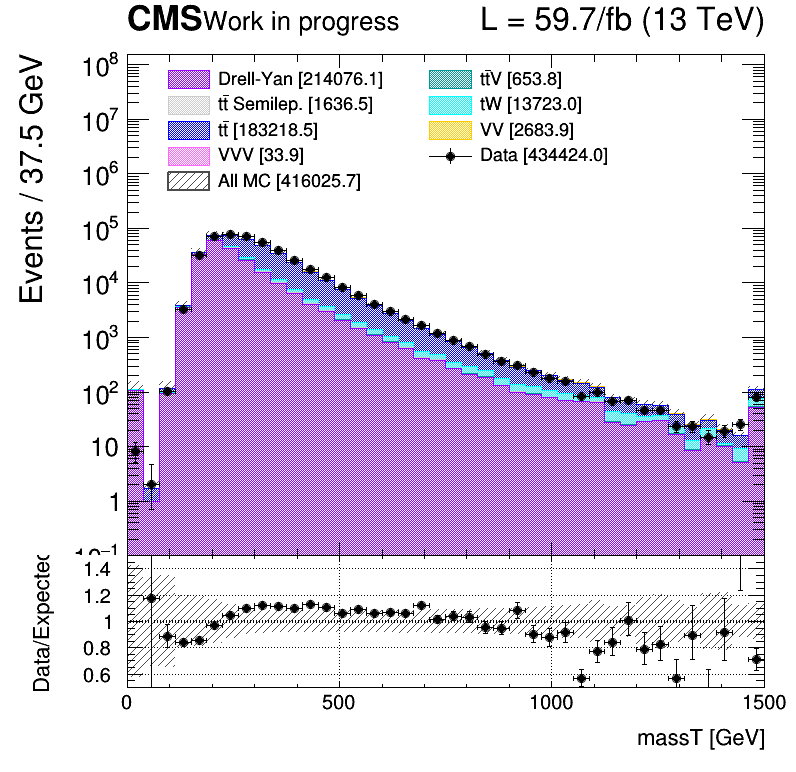 CMS Work in progress L = 59.7/fb (13 TeV)
Events / 37.5 GeV
10⁸
10⁷
10⁶
10⁵
10⁴
10³
10²
10
1
10⁻¹
Drell-Yan [214076.1]
tt̄V [653.8]
tt̄ Semilep. [1636.5]
tW [13723.0]
tt̄ [183218.5]
VV [2683.9]
VVV [33.9]
Data [434424.0]
All MC [416025.7]
Data/Expected
1.4
1.2
1
0.8
0.6
0 500 1000 1500
massT [GeV]